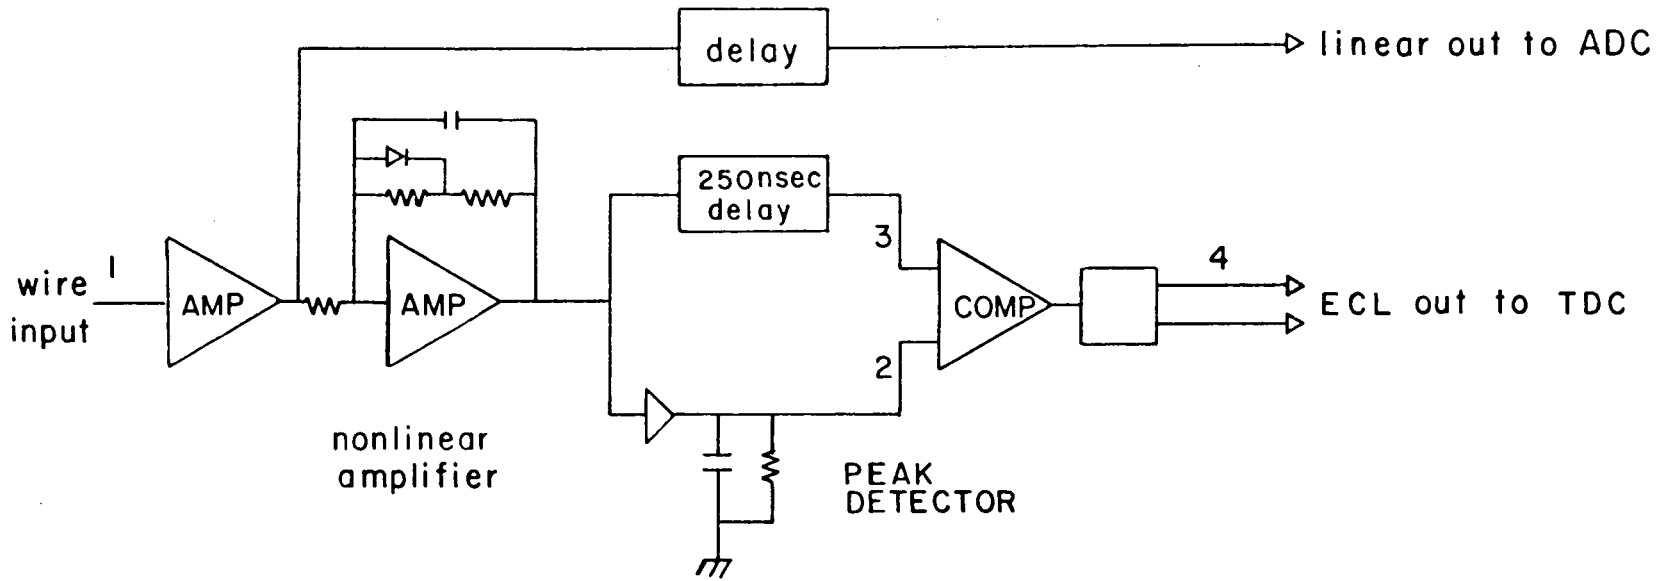 delay
linear out to ADC
250nsec
delay
3
wire
input
1
AMP
AMP
COMP
4
ECL out to TDC
2
nonlinear
amplifier
PEAK
DETECTOR